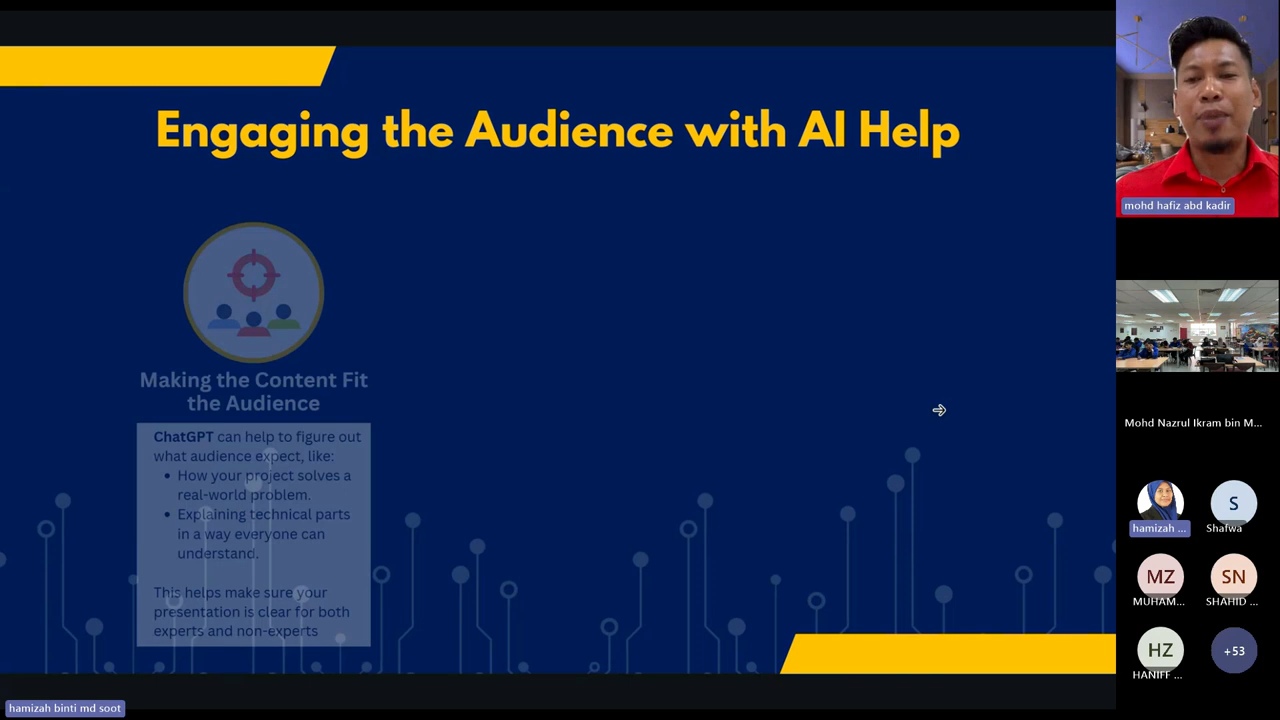 Engaging the Audience with AI Help
Making the Content Fit
the Audience
ChatGPT can help to figure out
what audience expect, like:
• How your project solves a
real-world problem.
• Explaining technical parts
in a way everyone can
understand.
This helps make sure your
presentation is clear for both
experts and non-experts
mohd hafiz abd kadir
Mohd Nazrul Ikram bin M...
hamizah ...
S
Shafwa
MZ
MUHAM...
SN
SHAHID ...
HZ
HANIFF ...
+53
hamizah binti md soot